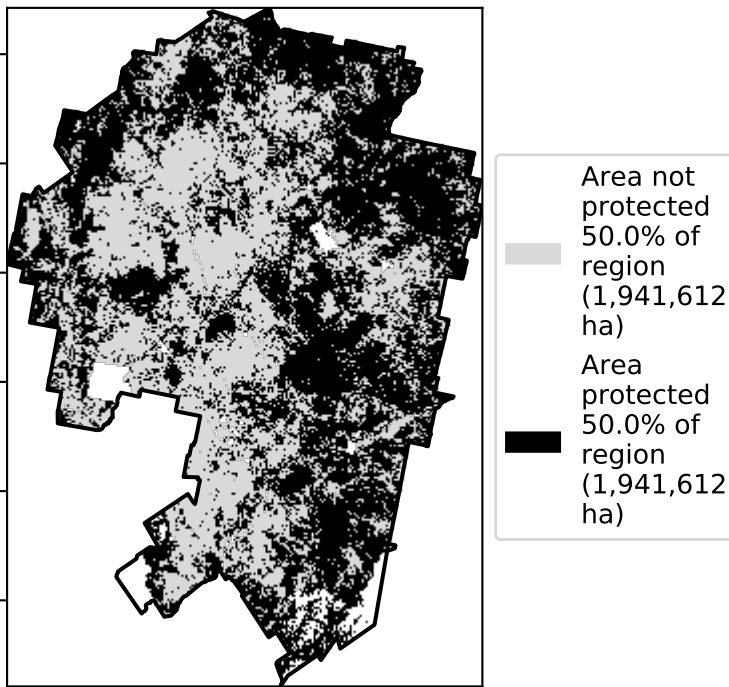 Area not
protected
50.0% of
region
(1,941,612
ha)
Area
protected
50.0% of
region
(1,941,612
ha)